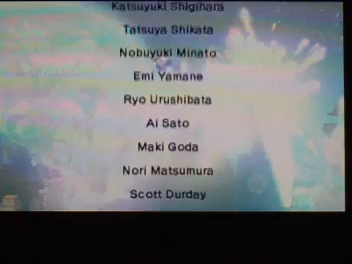 Katsuyuki Shigihara
Tatsuya Shikata
Nobuyuki Minato
Emi Yamane
Ryo Urushibata
Ai Sato
Maki Goda
Nori Matsumura
Scott Durday